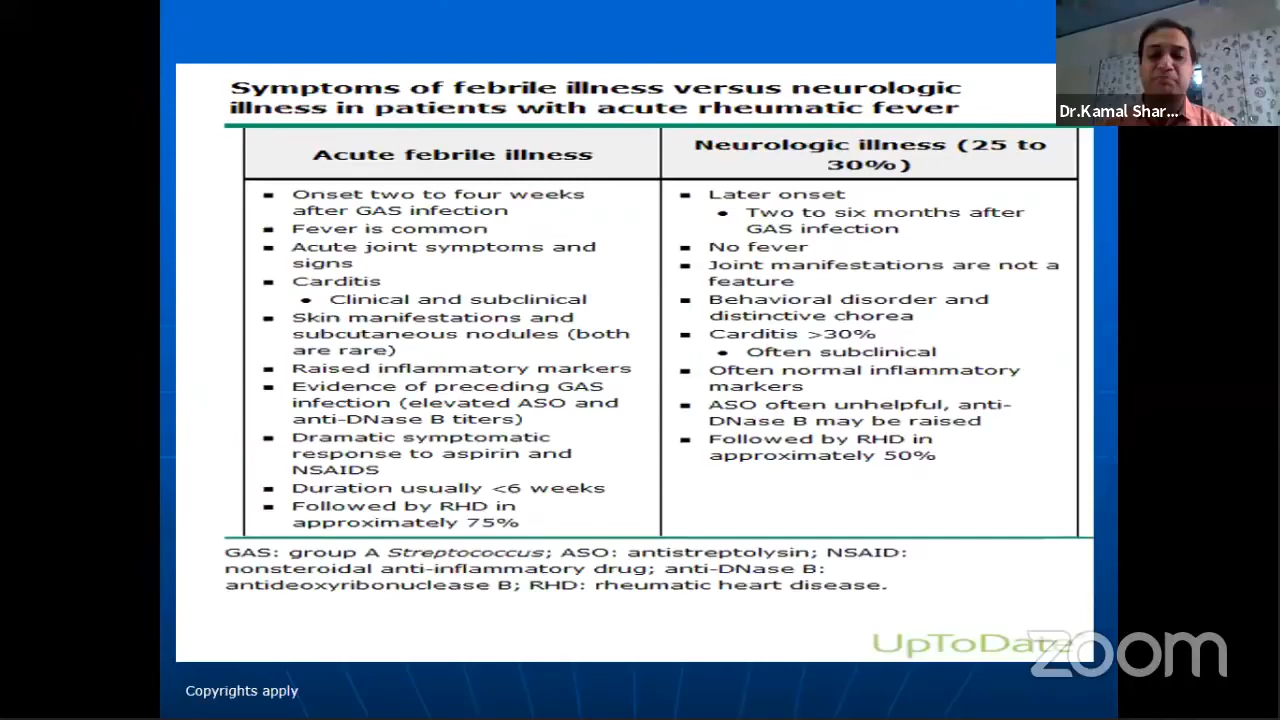 Symptoms of febrile illness versus neurologic
illness in patients with acute rheumatic fever
Acute febrile illness
Onset two to four weeks
after GAS infection
Fever is common
Acute joint symptoms and
signs
Carditis
Clinical and subclinical
Skin manifestations and
subcutaneous nodules (both
are rare)
Raised inflammatory markers
Evidence of preceding GAS
infection (elevated ASO and
anti-DNase B titers)
Dramatic symptomatic
response to aspirin and
NSAIDS
Duration usually <6 weeks
Followed by RHD in
approximately 75%
Neurologic illness (25 to
30%)
Later onset
Two to six months after
GAS infection
No fever
Joint manifestations are not a
feature
Behavioral disorder and
distinctive chorea
Carditis >30%
Often subclinical
Often normal inflammatory
markers
ASO often unhelpful, anti-
DNase B may be raised
Followed by RHD in
approximately 50%
GAS: group A Streptococcus; ASO: antistreptolysin; NSAID:
nonsteroidal anti-inflammatory drug; anti-DNase B:
antideoxyribonuclease B; RHD: rheumatic heart disease.
UpToDate
zoom
Copyrights apply
Dr.Kamal Shar...